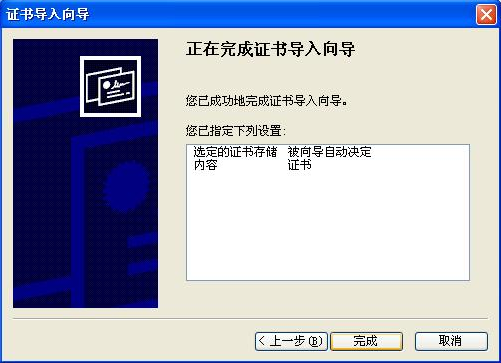 证书导入向导
正在完成证书导入向导
您已成功地完成证书导入向导。
您已指定下列设置:
选定的证书存储 被向导自动决定
内容 证书
< 上一步(B) 完成 取消